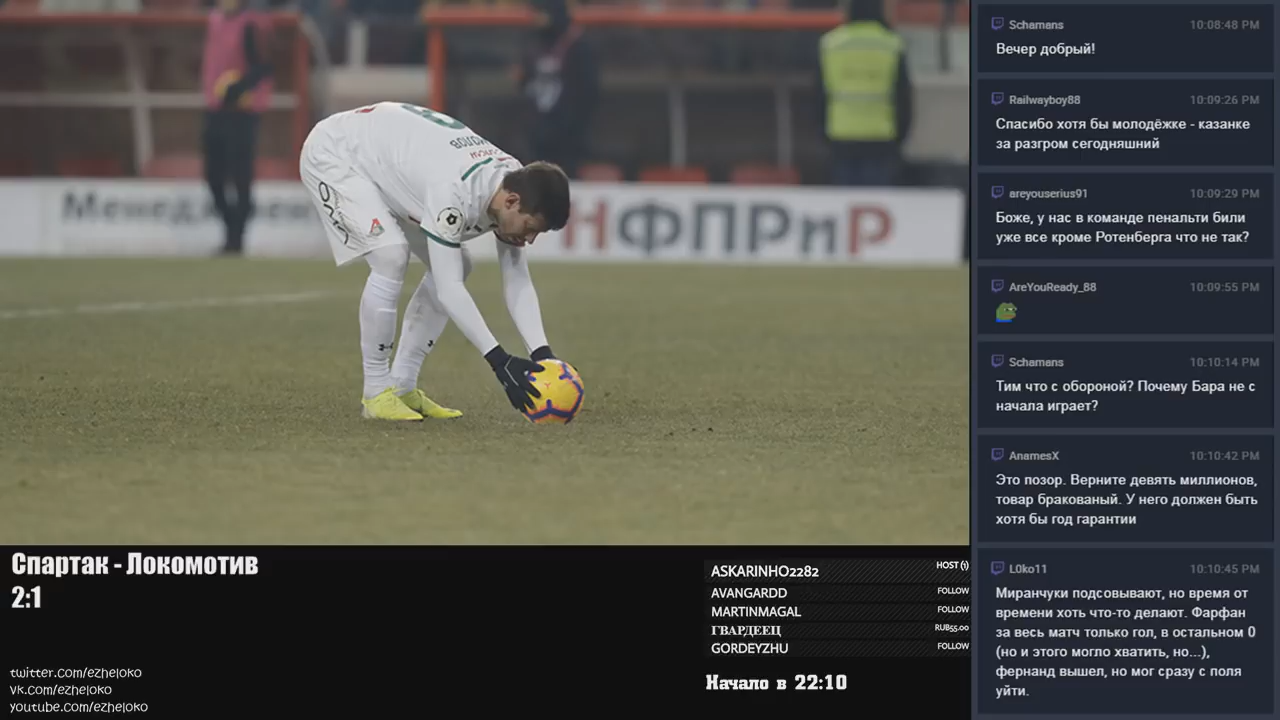 Менеджмен
НФПРиР
Спартак - Локомотив
2:1
twitter.com/ezheloko
vk.com/ezheloko
youtube.com/ezheloko
ASKARINHO2282 HOST (1)
AVANGARDD FOLLOW
MARTINMAGAL FOLLOW
ГВАРДЕЕЦ RUB55.00
GORDEYZHU FOLLOW
Начало в 22:10
Schamans 10:08:48 PM
Вечер добрый!
Railwayboy88 10:09:26 PM
Спасибо хотя бы молодёжке - казанке
за разгром сегодняшний
areyouserius91 10:09:29 PM
Боже, у нас в команде пенальти били
уже все кроме Ротенберга что не так?
AreYouReady_88 10:09:55 PM
Schamans 10:10:14 PM
Тим что с обороной? Почему Бара не с
начала играет?
AnamesX 10:10:42 PM
Это позор. Верните девять миллионов,
товар бракованый. У него должен быть
хотя бы год гарантии
L0ko11 10:10:45 PM
Миранчуки подсовывают, но время от
времени хоть что-то делают. Фарфан
за весь матч только гол, в остальном 0
(но и этого могло хватить, но...),
фернанд вышел, но мог сразу с поля
уйти.